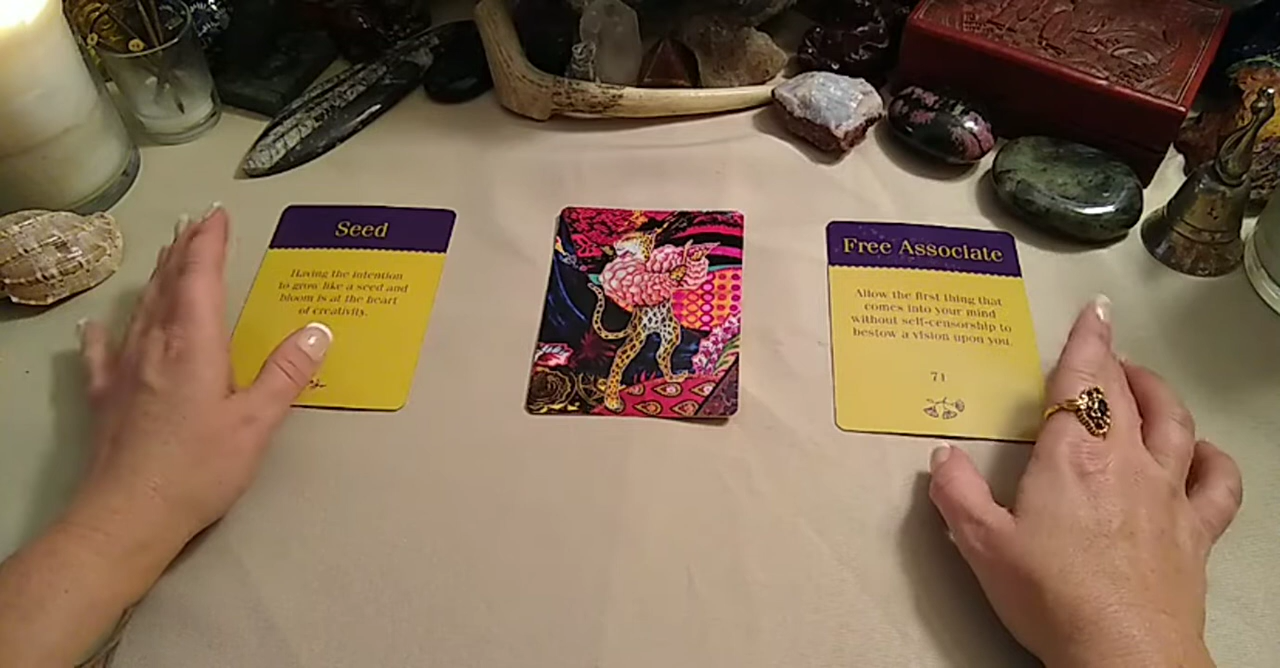 Seed
Having the intention
to grow like a seed and
bloom is at the heart
of creativity.
Free Associate
Allow the first thing that
comes into your mind
without self-censorship to
bestow a vision upon you.
71